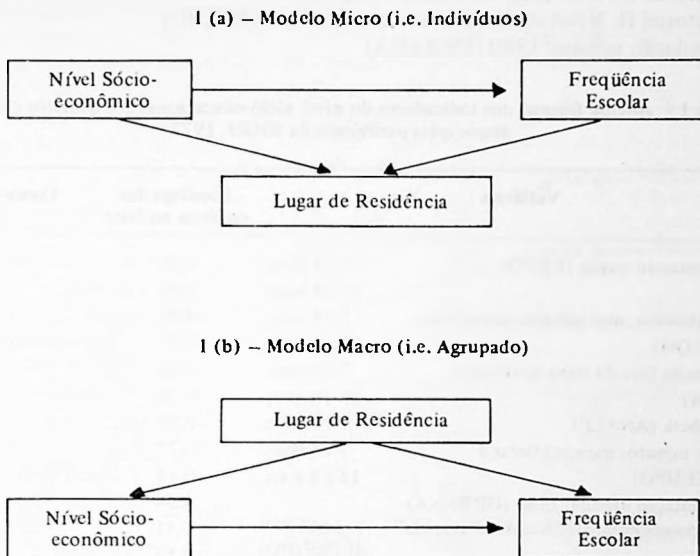 1 (a) – Modelo Micro (i.e. Indivíduos)
Nível Sócio-
econômico
Freqüência
Escolar
Lugar de Residência
1 (b) – Modelo Macro (i.e. Agrupado)
Lugar de Residência
Nível Sócio-
econômico
Freqüência
Escolar